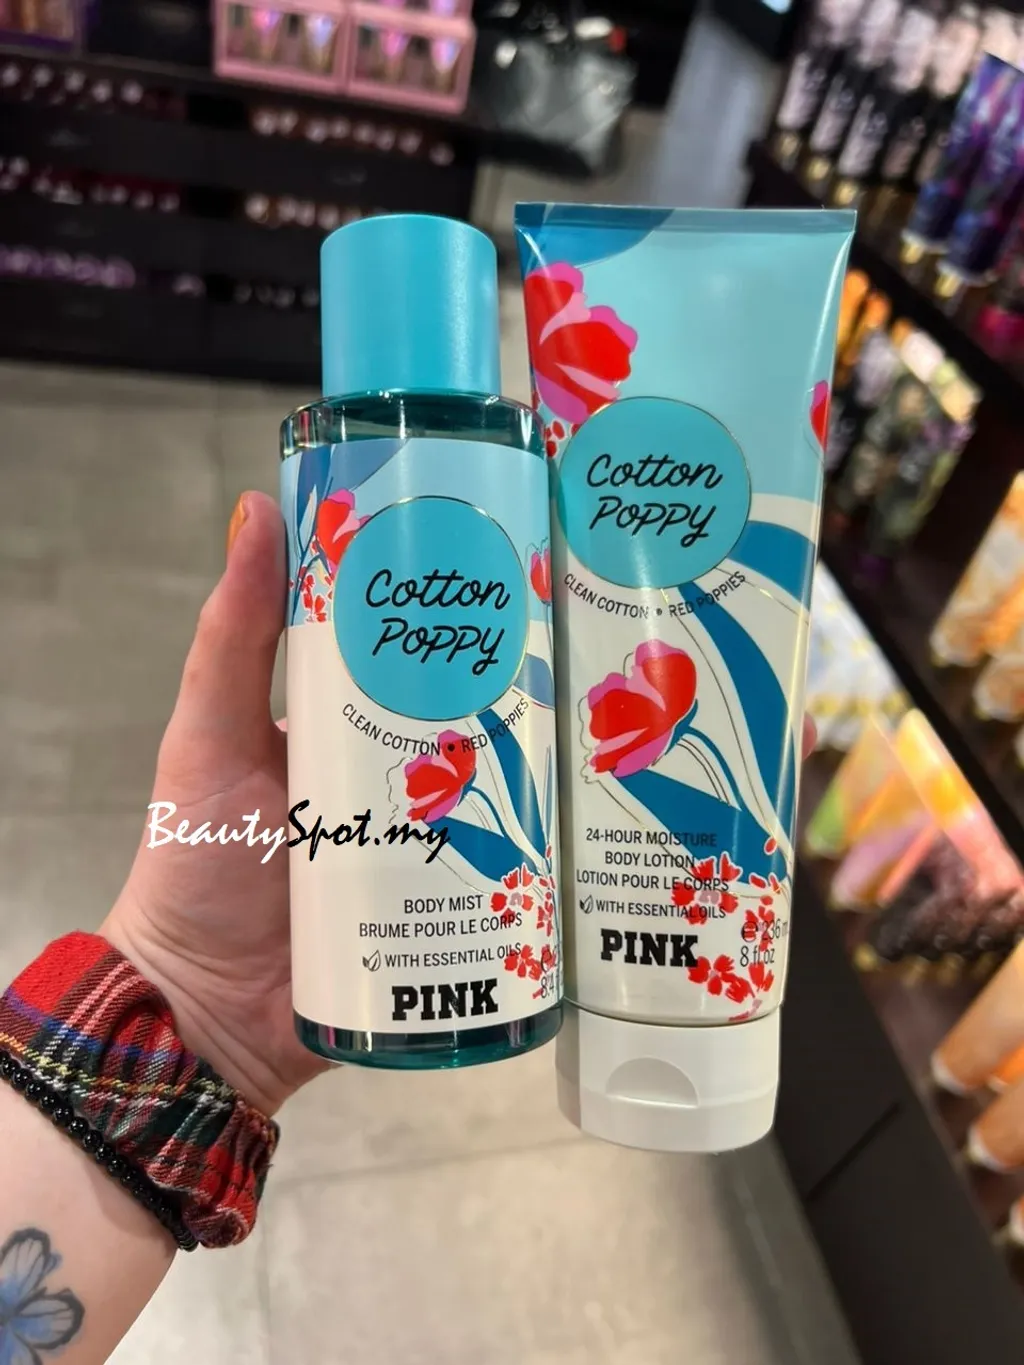 Cotton
POPPY
CLEAN COTTON • RED POPPIES
BODY MIST
BRUME POUR LE CORPS
WITH ESSENTIAL OILS
PINK
Cotton
POPPY
CLEAN COTTON • RED POPPIES
24-HOUR MOISTURE
BODY LOTION
LOTION POUR LE CORPS
WITH ESSENTIAL OILS
PINK
8 fl oz
BeautySpot.my